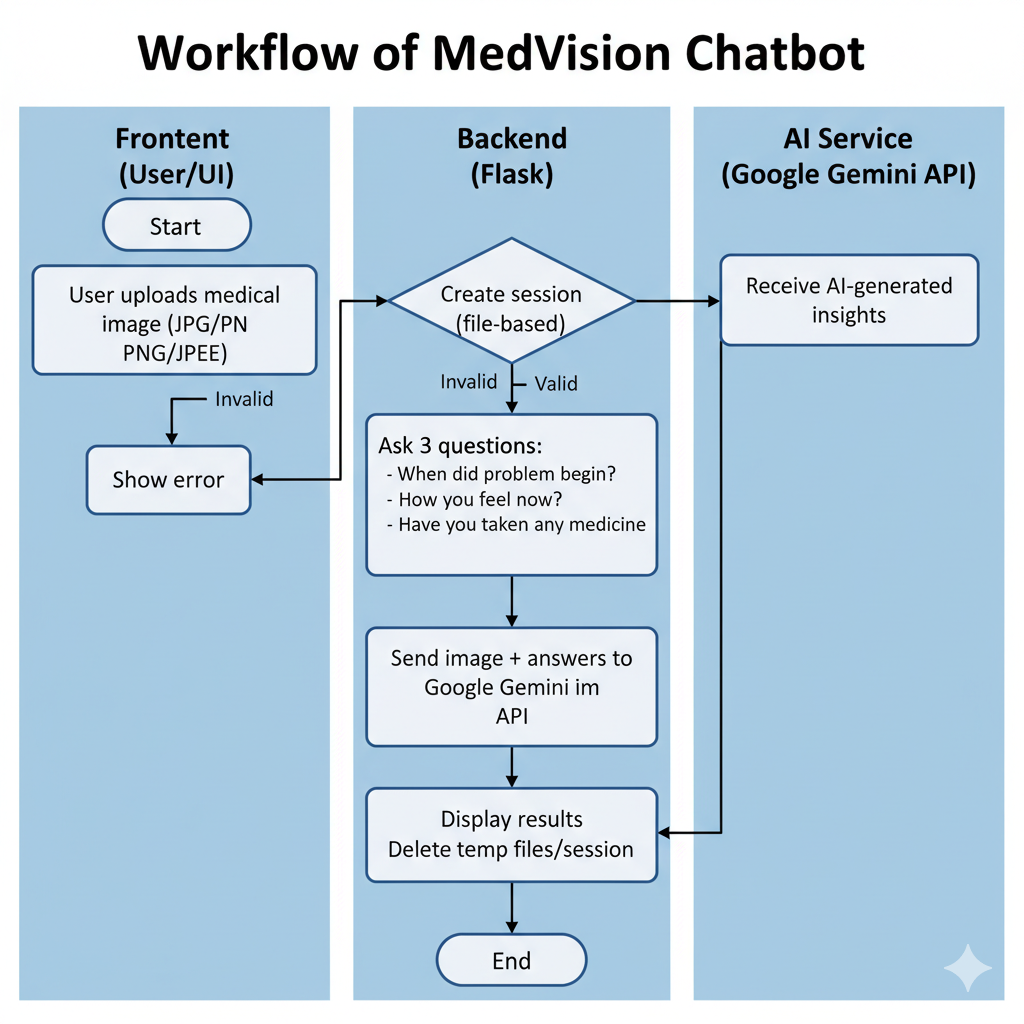 Workflow of MedVision Chatbot
Frontent
(User/UI)
Start
User uploads medical
image (JPG/PN
PNG/JPEE)
Invalid
Show error
Backend
(Flask)
Create session
(file-based)
Invalid
Valid
Ask 3 questions:
- When did problem begin?
- How you feel now?
- Have you taken any medicine
Send image + answers to
Google Gemini im
API
Display results
Delete temp files/session
End
AI Service
(Google Gemini API)
Receive AI-generated
insights